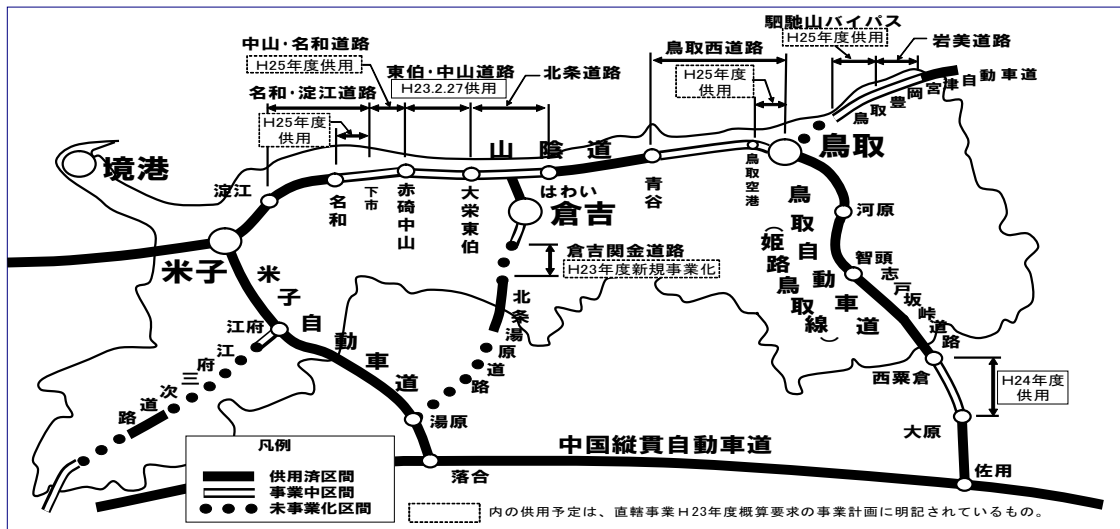 駟馳山バイパス
H25年度供用
岩美道路
中山・名和道路
H25年度供用
鳥取西道路
H25年度
供用
東伯・中山道路
H23.2.27供用
北条道路
名和・淀江道路
H25年度
供用
鳥取豊岡宮津自動車道
山陰道
鳥取
境港
淀江
名和
下市
赤碕中山
大栄東伯
はわい
倉吉
青谷
鳥取空港
河原
鳥取自動車道
(姫路鳥取線)
智頭
志戸坂峠道路
米子
倉吉関金道路
H23年度新規事業化
米子自動車道
江府
北条湯原道路
江府三次道路
西粟倉
H24年度
供用
大原
湯原
中国縦貫自動車道
落合
佐用
凡例
供用済区間
事業中区間
未事業化区間
内の供用予定は、直轄事業H23年度概算要求の事業計画に明記されているもの。